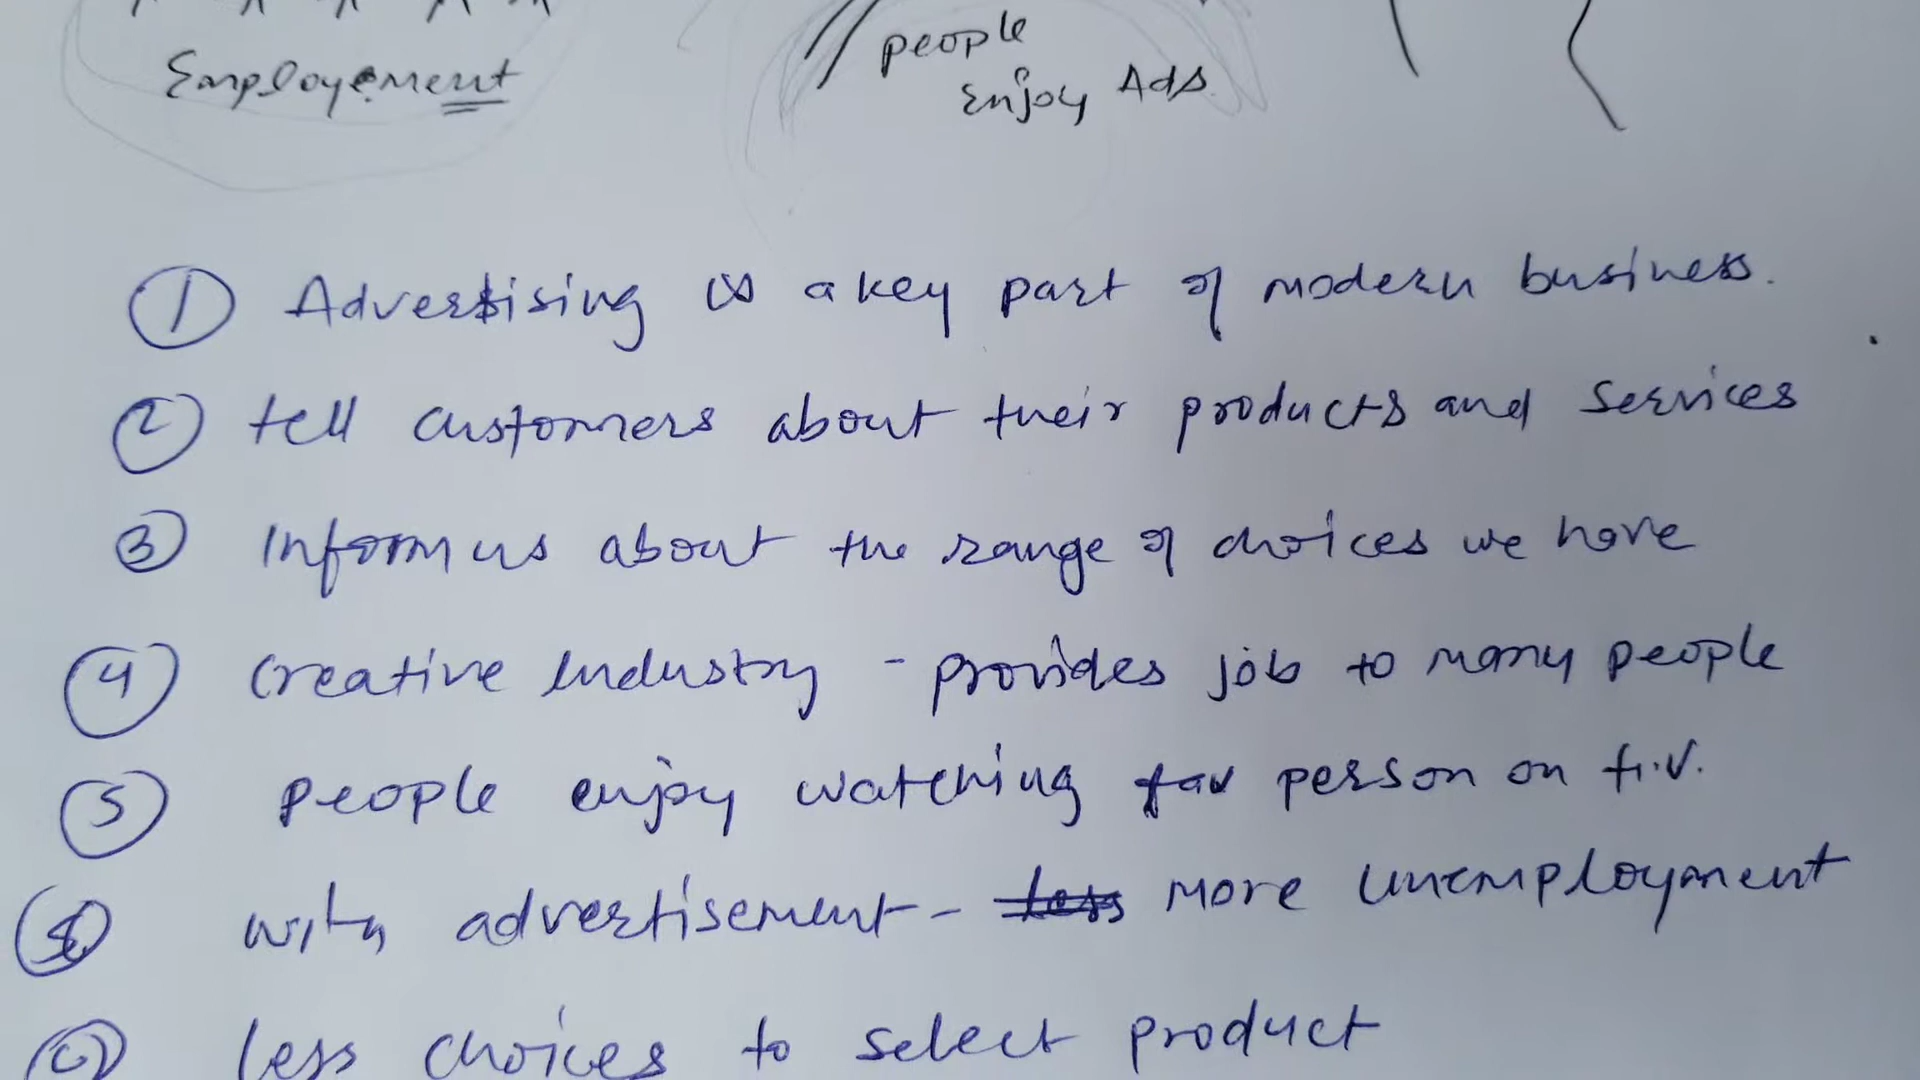 Employement
people
Enjoy Ads
① Advertising is a key part of modern business.
② tell customers about their products and services
③ Inform us about the range of choices we have
④ Creative Industry - provides job to many people
⑤ People enjoy watching fav person on t.v.
with advertisement - less more unemployment
less choices to select product